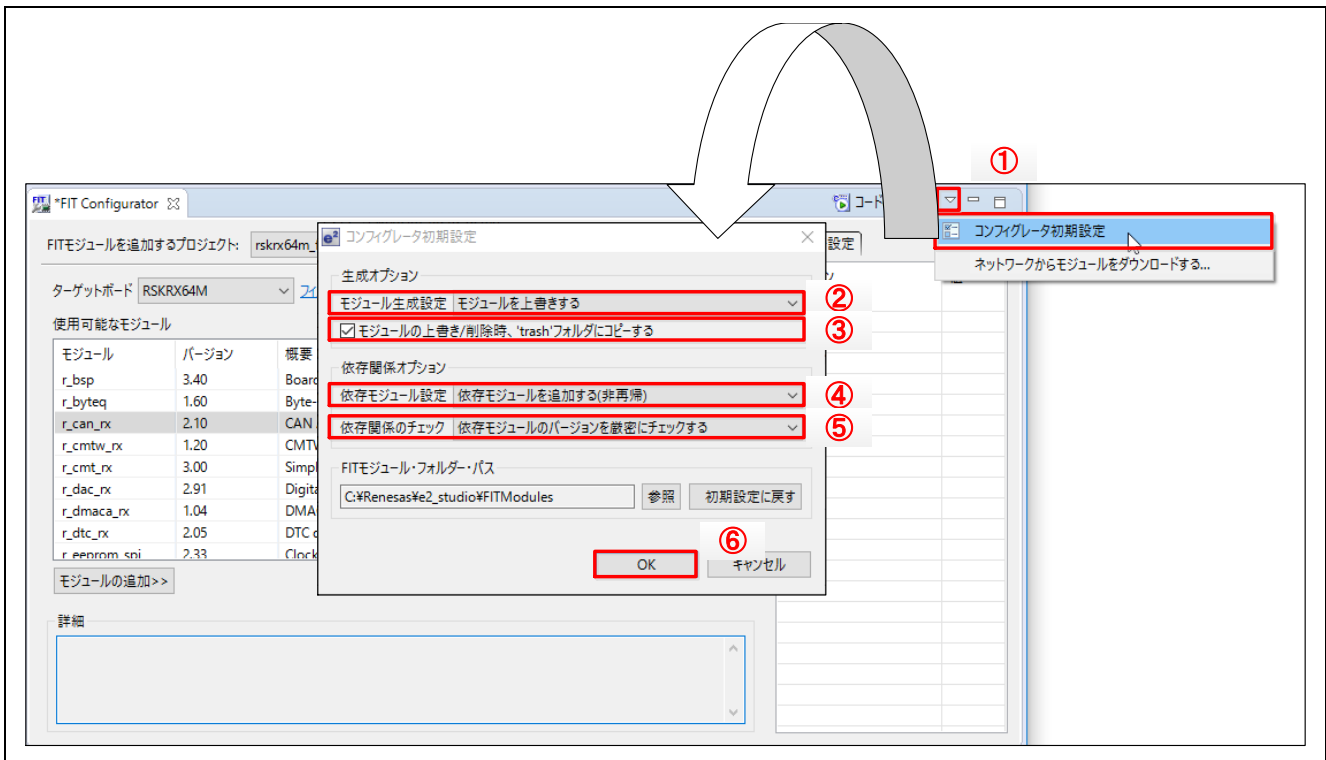 ①
*FIT Configurator
コード
コンフィグレータ初期設定
ネットワークからモジュールをダウンロードする...
FITモジュールを追加するプロジェクト:
rskrx64m_
設定
ターゲットボード RSKRX64M
使用可能なモジュール
モジュール バージョン 概要
r_bsp 3.40 Board
r_byteq 1.60 Byte-
r_can_rx 2.10 CAN
r_cmtw_rx 1.20 CMTW
r_cmt_rx 3.00 Simpl
r_dac_rx 2.91 Digita
r_dmaca_rx 1.04 DMA
r_dtc_rx 2.05 DTC
r_eeprom_spi 2.33 Clock
モジュールの追加>>
詳細
e² コンフィグレータ初期設定
生成オプション
モジュール生成設定 モジュールを上書きする ②
モジュールの上書き/削除時、'trash'フォルダにコピーする ③
依存関係オプション
依存モジュール設定 依存モジュールを追加する(非再帰) ④
依存関係のチェック 依存モジュールのバージョンを厳密にチェックする ⑤
FITモジュール・フォルダー・パス
C:¥Renesas¥e2_studio¥FITModules 参照 初期設定に戻す
⑥
OK キャンセル